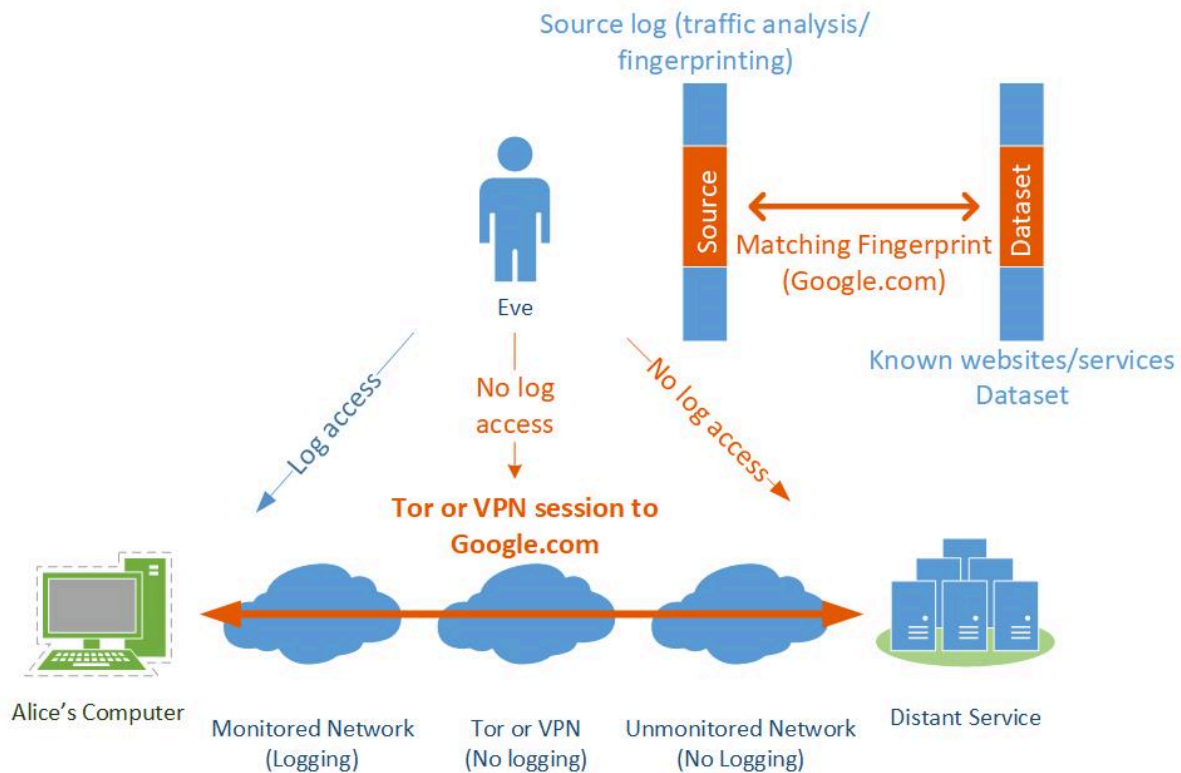 Source log (traffic analysis/
fingerprinting)
Source
Dataset
Matching Fingerprint
(Google.com)
Known websites/services
Dataset
Eve
Log access
No log
access
No log access
Tor or VPN session to
Google.com
Alice's Computer
Monitored Network
(Logging)
Tor or VPN
(No logging)
Unmonitored Network
(No Logging)
Distant Service